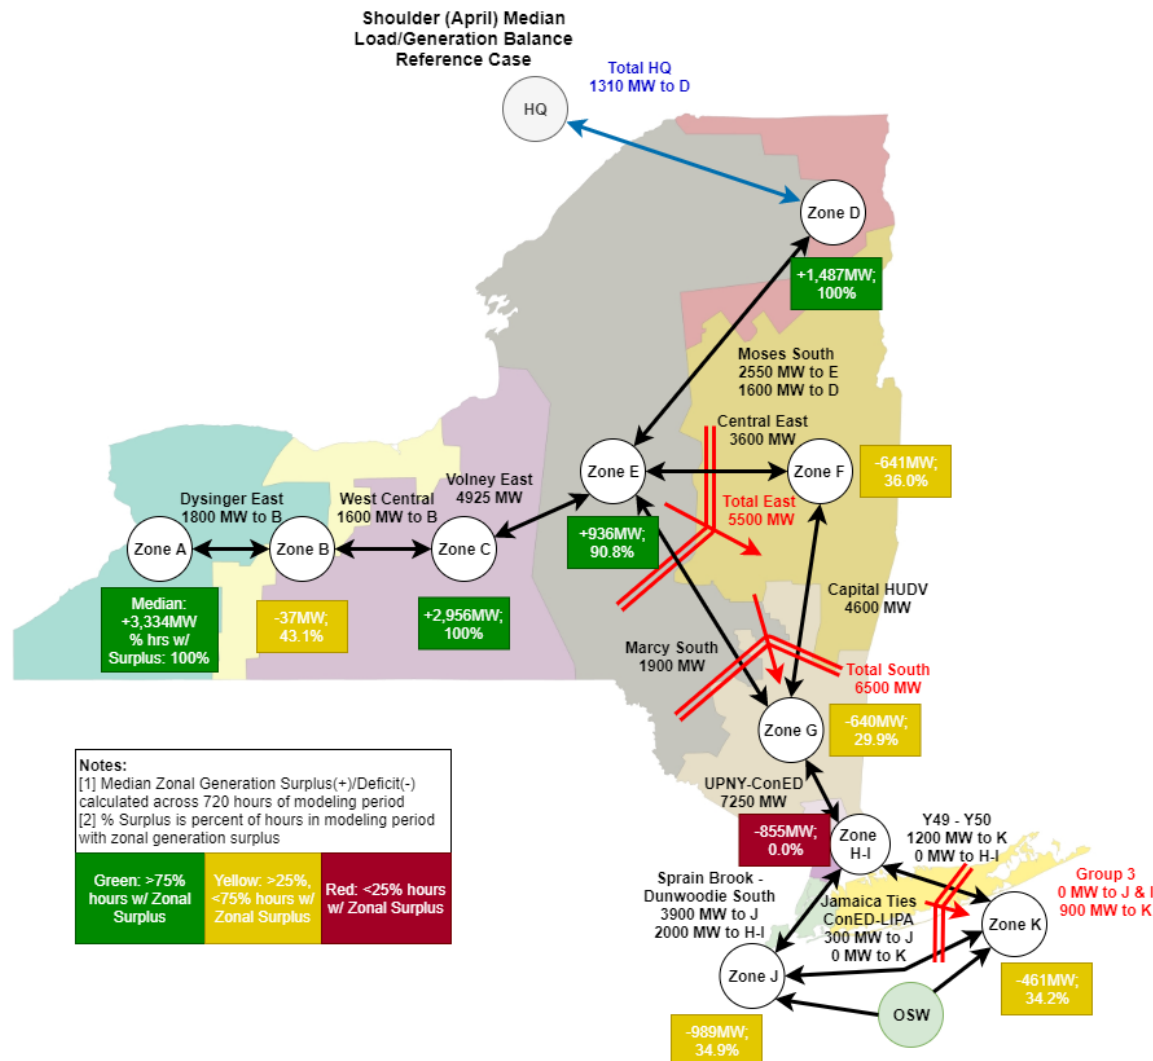 Shoulder (April) Median
Load/Generation Balance
Reference Case
Total HQ
1310 MW to D
HQ
Zone D
+1,487MW;
100%
Moses South
2550 MW to E
1600 MW to D
Central East
3600 MW
Zone E
Zone F
-641MW;
36.0%
Volney East
4925 MW
Dysinger East
1800 MW to B
West Central
1600 MW to B
Total East
5500 MW
+936MW;
90.8%
Zone A
Zone B
Zone C
Median:
+3,334MW
% hrs w/
Surplus: 100%
-37MW;
43.1%
+2,956MW;
100%
Capital HUDV
4600 MW
Marcy South
1900 MW
Total South
6500 MW
Zone G
-640MW;
29.9%
Notes:
[1] Median Zonal Generation Surplus(+)/Deficit(-)
calculated across 720 hours of modeling period
[2] % Surplus is percent of hours in modeling period
with zonal generation surplus
Green: >75%
hours w/ Zonal
Surplus
Yellow: >25%,
<75% hours w/
Zonal Surplus
Red: <25% hours
w/ Zonal Surplus
UPNY-ConED
7250 MW
-855MW;
0.0%
Zone
H-I
Y49 - Y50
1200 MW to K
0 MW to H-I
Sprain Brook -
Dunwoodie South
3900 MW to J
2000 MW to H-I
Jamaica Ties
ConED-LIPA
300 MW to J
0 MW to K
Group 3
0 MW to J & I
900 MW to K
Zone K
Zone J
-461MW;
34.2%
OSW
-989MW;
34.9%